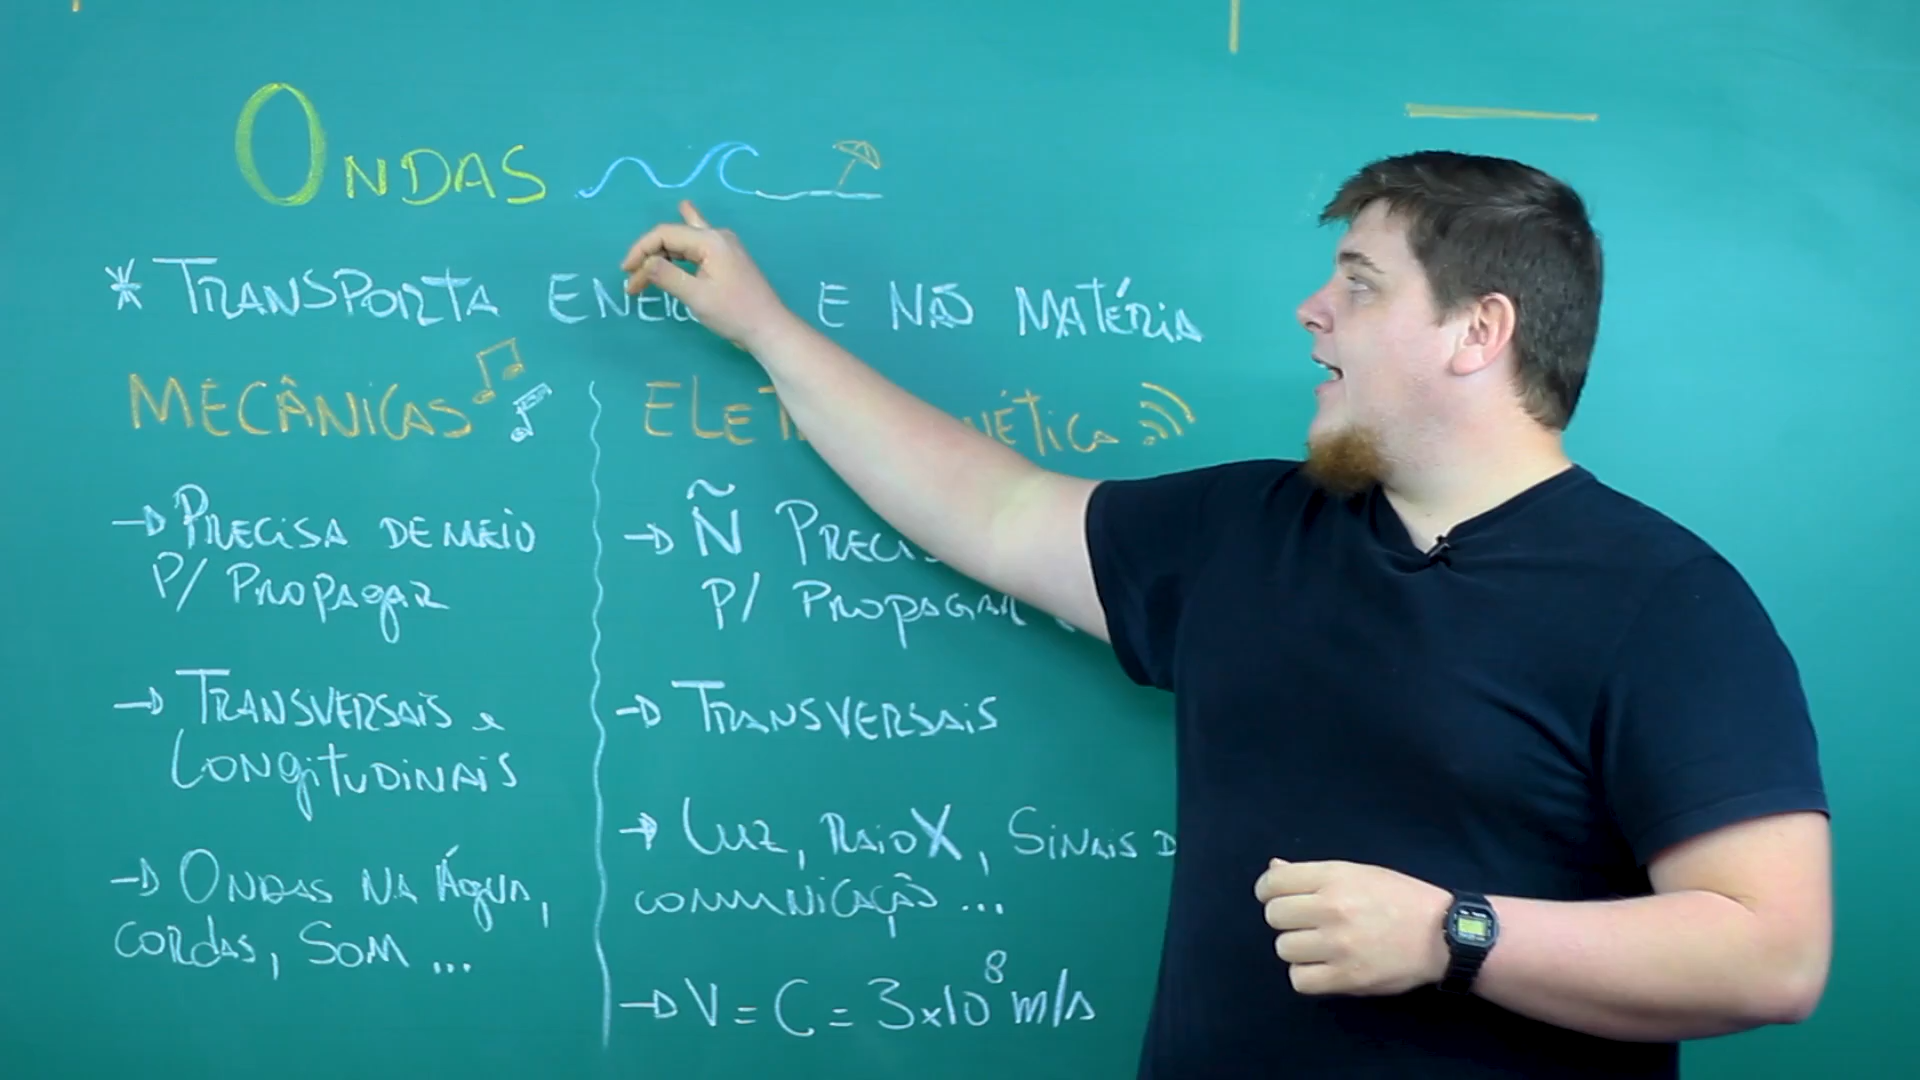 ONDAS
* TRANSPORTA E NÃO MATÉRIA
MECÂNICAS
→ PRECISA DE MEIO
P/ PROPAGAR
→ TRANSVERSAIS e
LONGITUDINAIS
→ ONDAS NA ÁGUA,
CORDAS, SOM ...
→ Ñ
P/ PROPAGAR
→ TRANSVERSAIS
→ LUZ, RAIO X, SINAIS D
COMUNICAÇÃO ...
→ V = C = 3x10⁸ m/s